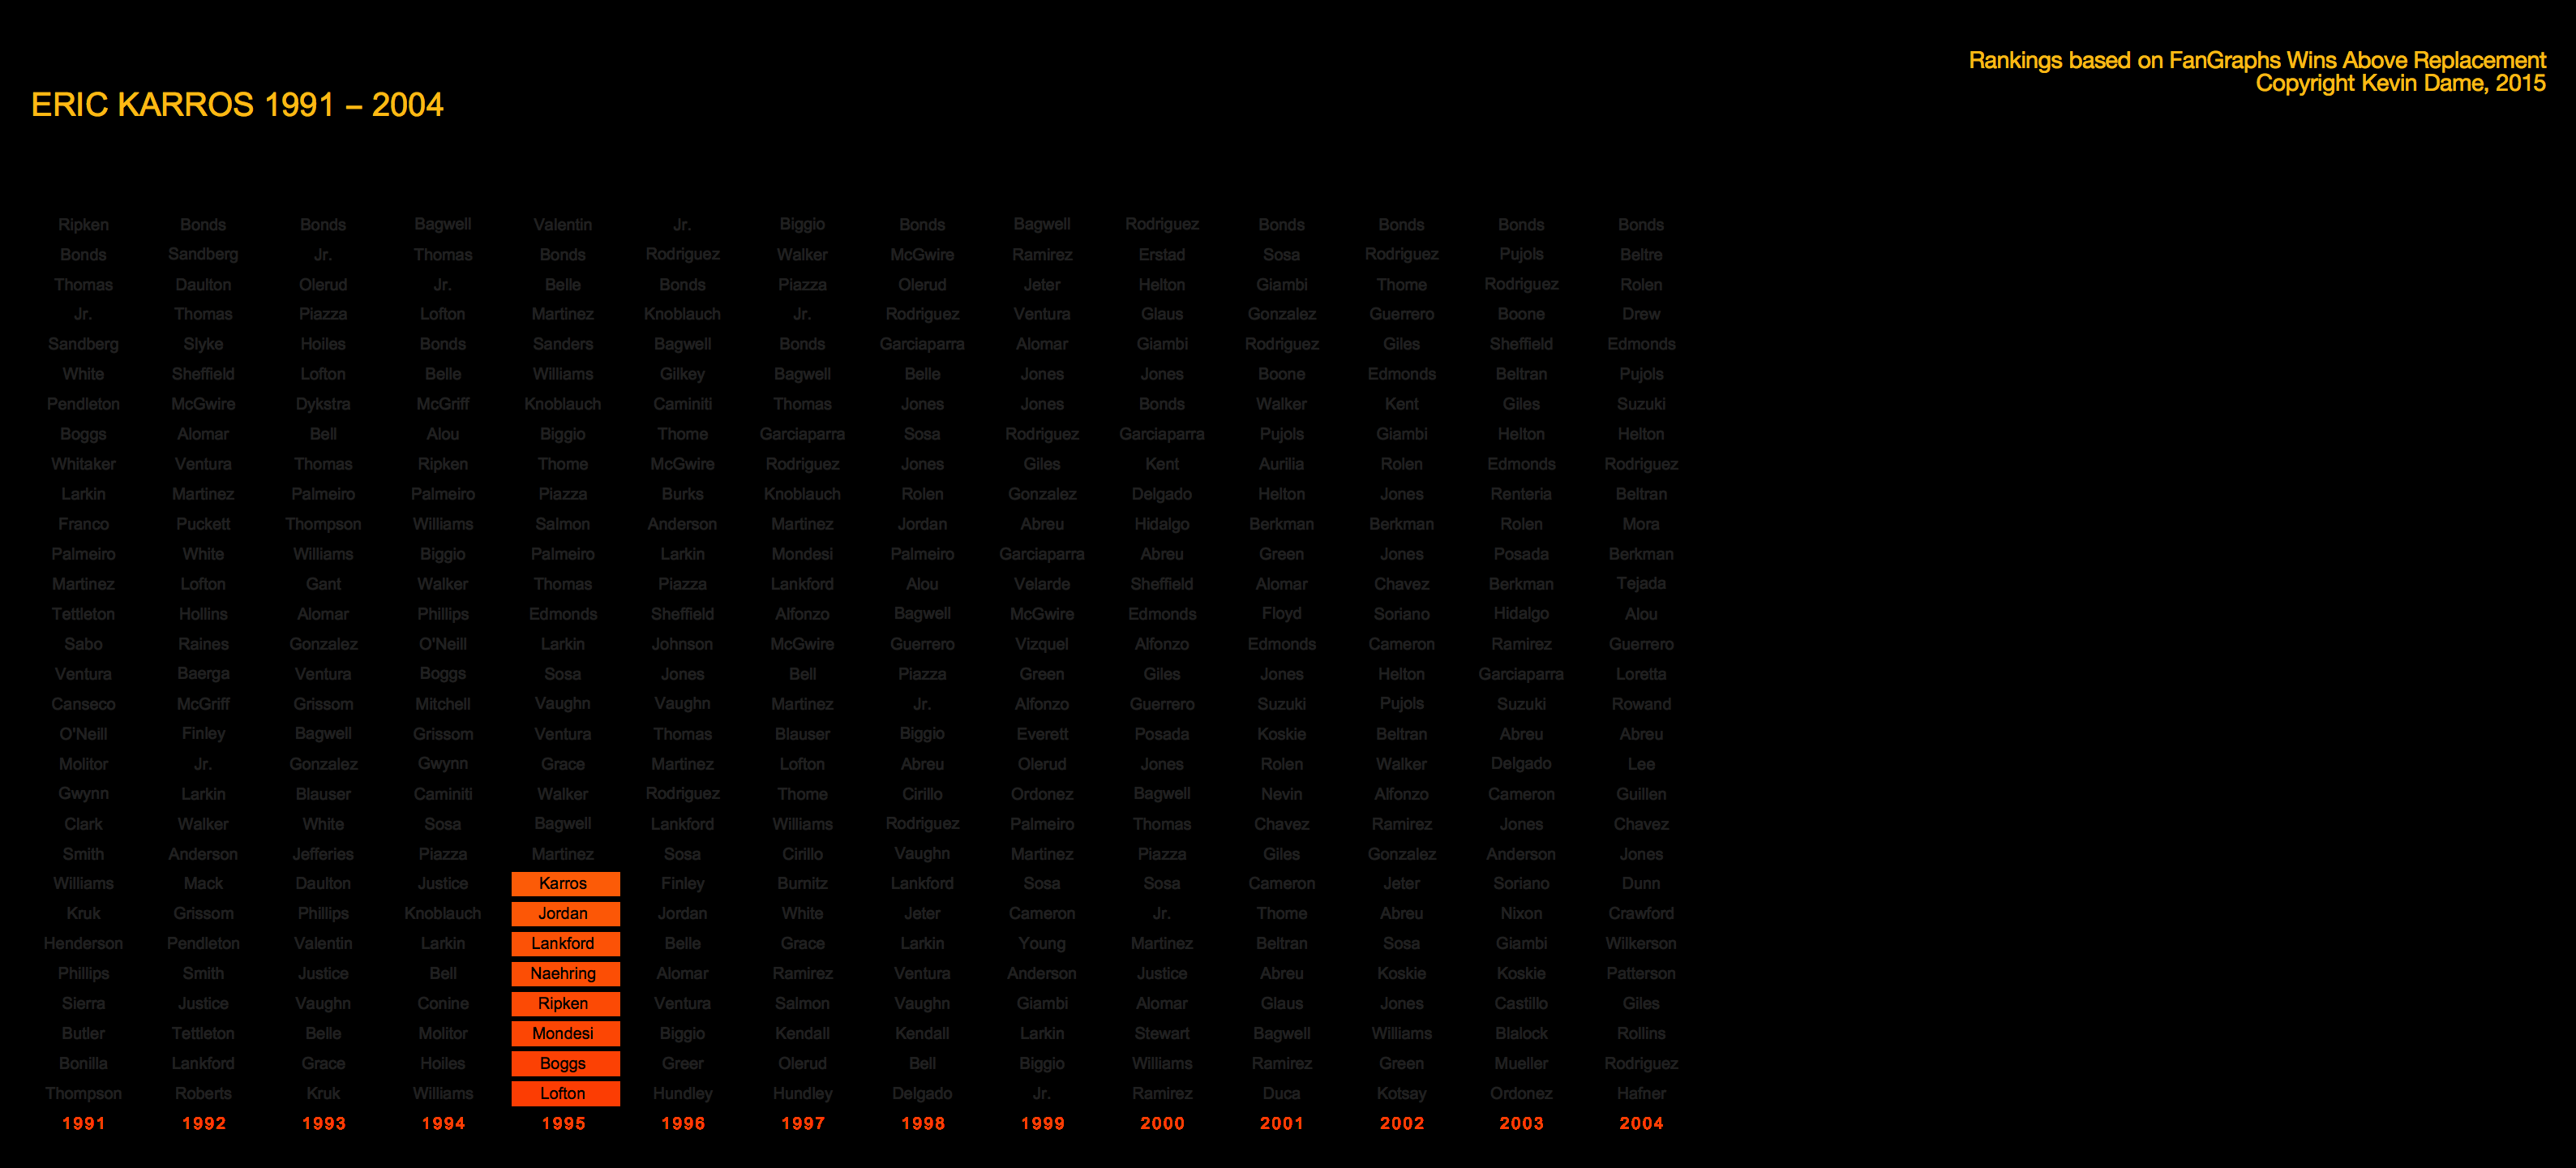 Rankings based on FanGraphs Wins Above Replacement
Copyright Kevin Dame, 2015
ERIC KARROS 1991 – 2004
Ripken Bonds Bonds Bagwell Valentin Jr. Biggio Bonds Bagwell Rodriguez Bonds Bonds Bonds Bonds
Bonds Sandberg Jr. Thomas Bonds Rodriguez Walker McGwire Ramirez Erstad Sosa Rodriguez Pujols Beltre
Thomas Daulton Olerud Jr. Belle Bonds Piazza Olerud Jeter Helton Giambi Thome Rodriguez Rolen
Jr. Thomas Piazza Lofton Martinez Knoblauch Jr. Rodriguez Ventura Glaus Gonzalez Guerrero Boone Drew
Sandberg Slyke Hoiles Bonds Sanders Bagwell Bonds Garciaparra Alomar Giambi Rodriguez Giles Sheffield Edmonds
White Sheffield Lofton Belle Williams Gilkey Bagwell Belle Jones Jones Boone Edmonds Beltran Pujols
Pendleton McGwire Dykstra McGriff Knoblauch Caminiti Thomas Jones Jones Bonds Walker Kent Giles Suzuki
Boggs Alomar Bell Alou Biggio Thome Garciaparra Sosa Rodriguez Garciaparra Pujols Giambi Helton Helton
Whitaker Ventura Thomas Ripken Thome McGwire Rodriguez Jones Giles Kent Aurilia Rolen Edmonds Rodriguez
Larkin Martinez Palmeiro Palmeiro Piazza Burks Knoblauch Rolen Gonzalez Delgado Helton Jones Renteria Beltran
Franco Puckett Thompson Williams Salmon Anderson Martinez Jordan Abreu Hidalgo Berkman Berkman Rolen Mora
Palmeiro White Williams Biggio Palmeiro Larkin Mondesi Palmeiro Garciaparra Abreu Green Jones Posada Berkman
Martinez Lofton Gant Walker Thomas Piazza Lankford Alou Velarde Sheffield Alomar Chavez Berkman Tejada
Tettleton Hollins Alomar Phillips Edmonds Sheffield Alfonzo Bagwell McGwire Edmonds Floyd Soriano Hidalgo Alou
Sabo Raines Gonzalez O'Neill Larkin Johnson McGwire Guerrero Vizquel Alfonzo Edmonds Cameron Ramirez Guerrero
Ventura Baerga Ventura Boggs Sosa Jones Bell Piazza Green Giles Jones Helton Garciaparra Loretta
Canseco McGriff Grissom Mitchell Vaughn Vaughn Martinez Jr. Alfonzo Guerrero Suzuki Pujols Suzuki Rowand
O'Neill Finley Bagwell Grissom Ventura Thomas Blauser Biggio Everett Posada Koskie Beltran Abreu Abreu
Molitor Jr. Gonzalez Gwynn Grace Martinez Lofton Abreu Olerud Jones Rolen Walker Delgado Lee
Gwynn Larkin Blauser Caminiti Walker Rodriguez Thome Cirillo Ordonez Bagwell Nevin Alfonzo Cameron Guillen
Clark Walker White Sosa Bagwell Lankford Williams Rodriguez Palmeiro Thomas Chavez Ramirez Jones Chavez
Smith Anderson Jefferies Piazza Martinez Sosa Cirillo Vaughn Martinez Piazza Giles Gonzalez Anderson Jones
Williams Mack Daulton Justice Karros Finley Burnitz Lankford Sosa Sosa Cameron Jeter Soriano Dunn
Kruk Grissom Phillips Knoblauch Jordan Jordan White Jeter Cameron Jr. Thome Abreu Nixon Crawford
Henderson Pendleton Valentin Larkin Lankford Belle Grace Larkin Young Martinez Beltran Sosa Giambi Wilkerson
Phillips Smith Justice Bell Naehring Alomar Ramirez Ventura Anderson Justice Abreu Koskie Koskie Patterson
Sierra Justice Vaughn Conine Ripken Ventura Salmon Vaughn Giambi Alomar Glaus Jones Castillo Giles
Butler Tettleton Belle Molitor Mondesi Biggio Kendall Kendall Larkin Stewart Bagwell Williams Blalock Rollins
Bonilla Lankford Grace Hoiles Boggs Greer Olerud Bell Biggio Williams Ramirez Green Mueller Rodriguez
Thompson Roberts Kruk Williams Lofton Hundley Hundley Delgado Jr. Ramirez Duca Kotsay Ordonez Hafner
1991 1992 1993 1994 1995 1996 1997 1998 1999 2000 2001 2002 2003 2004